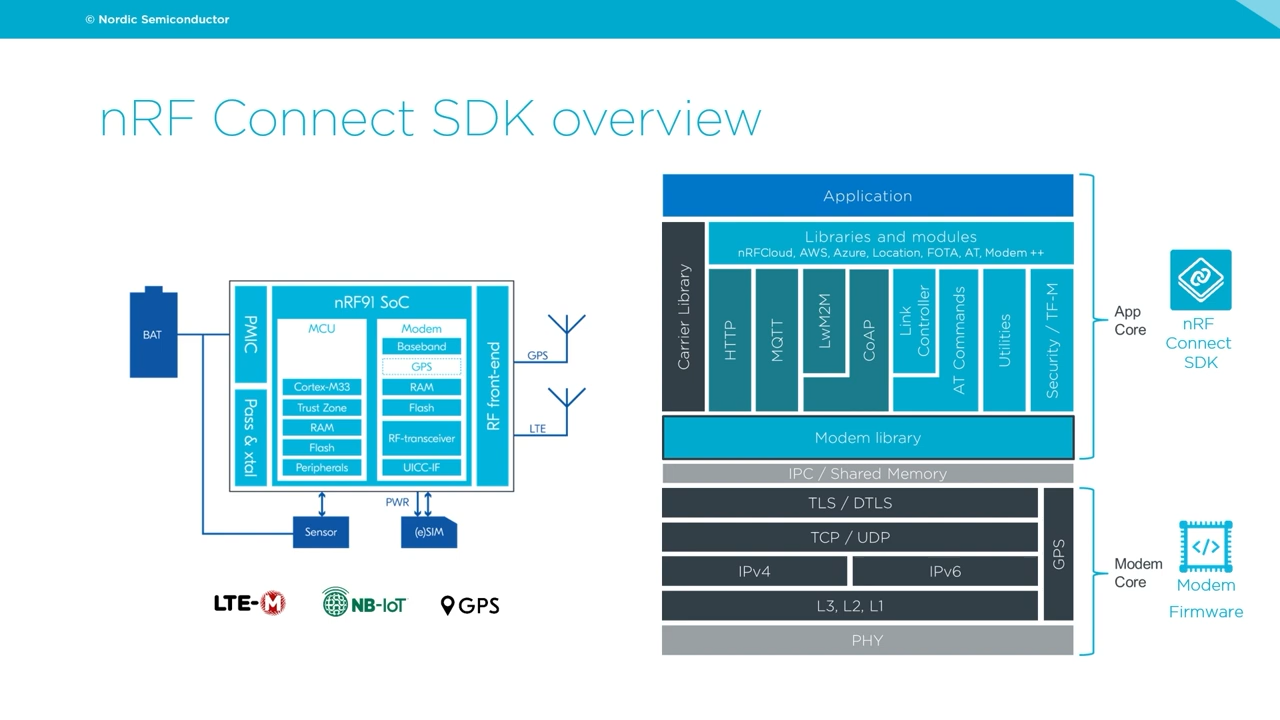 © Nordic Semiconductor
nRF Connect SDK overview
BAT
PMIC
Pass & xtal
nRF91 SoC
MCU
Cortex-M33
Trust Zone
RAM
Flash
Peripherals
Modem
Baseband
GPS
RAM
Flash
RF-transceiver
UICC-IF
RF front-end
GPS
LTE
PWR
Sensor
(e)SIM
LTE-M
NB-IoT
GPS
Application
Carrier Library
Libraries and modules
nRFCloud, AWS, Azure, Location, FOTA, AT, Modem ++
HTTP
MQTT
LwM2M
CoAP
Link
Controller
AT Commands
Utilities
Security / TF-M
Modem library
IPC / Shared Memory
TLS / DTLS
TCP / UDP
IPv4
IPv6
L3, L2, L1
GPS
PHY
App
Core
nRF
Connect
SDK
Modem
Core
Modem
Firmware